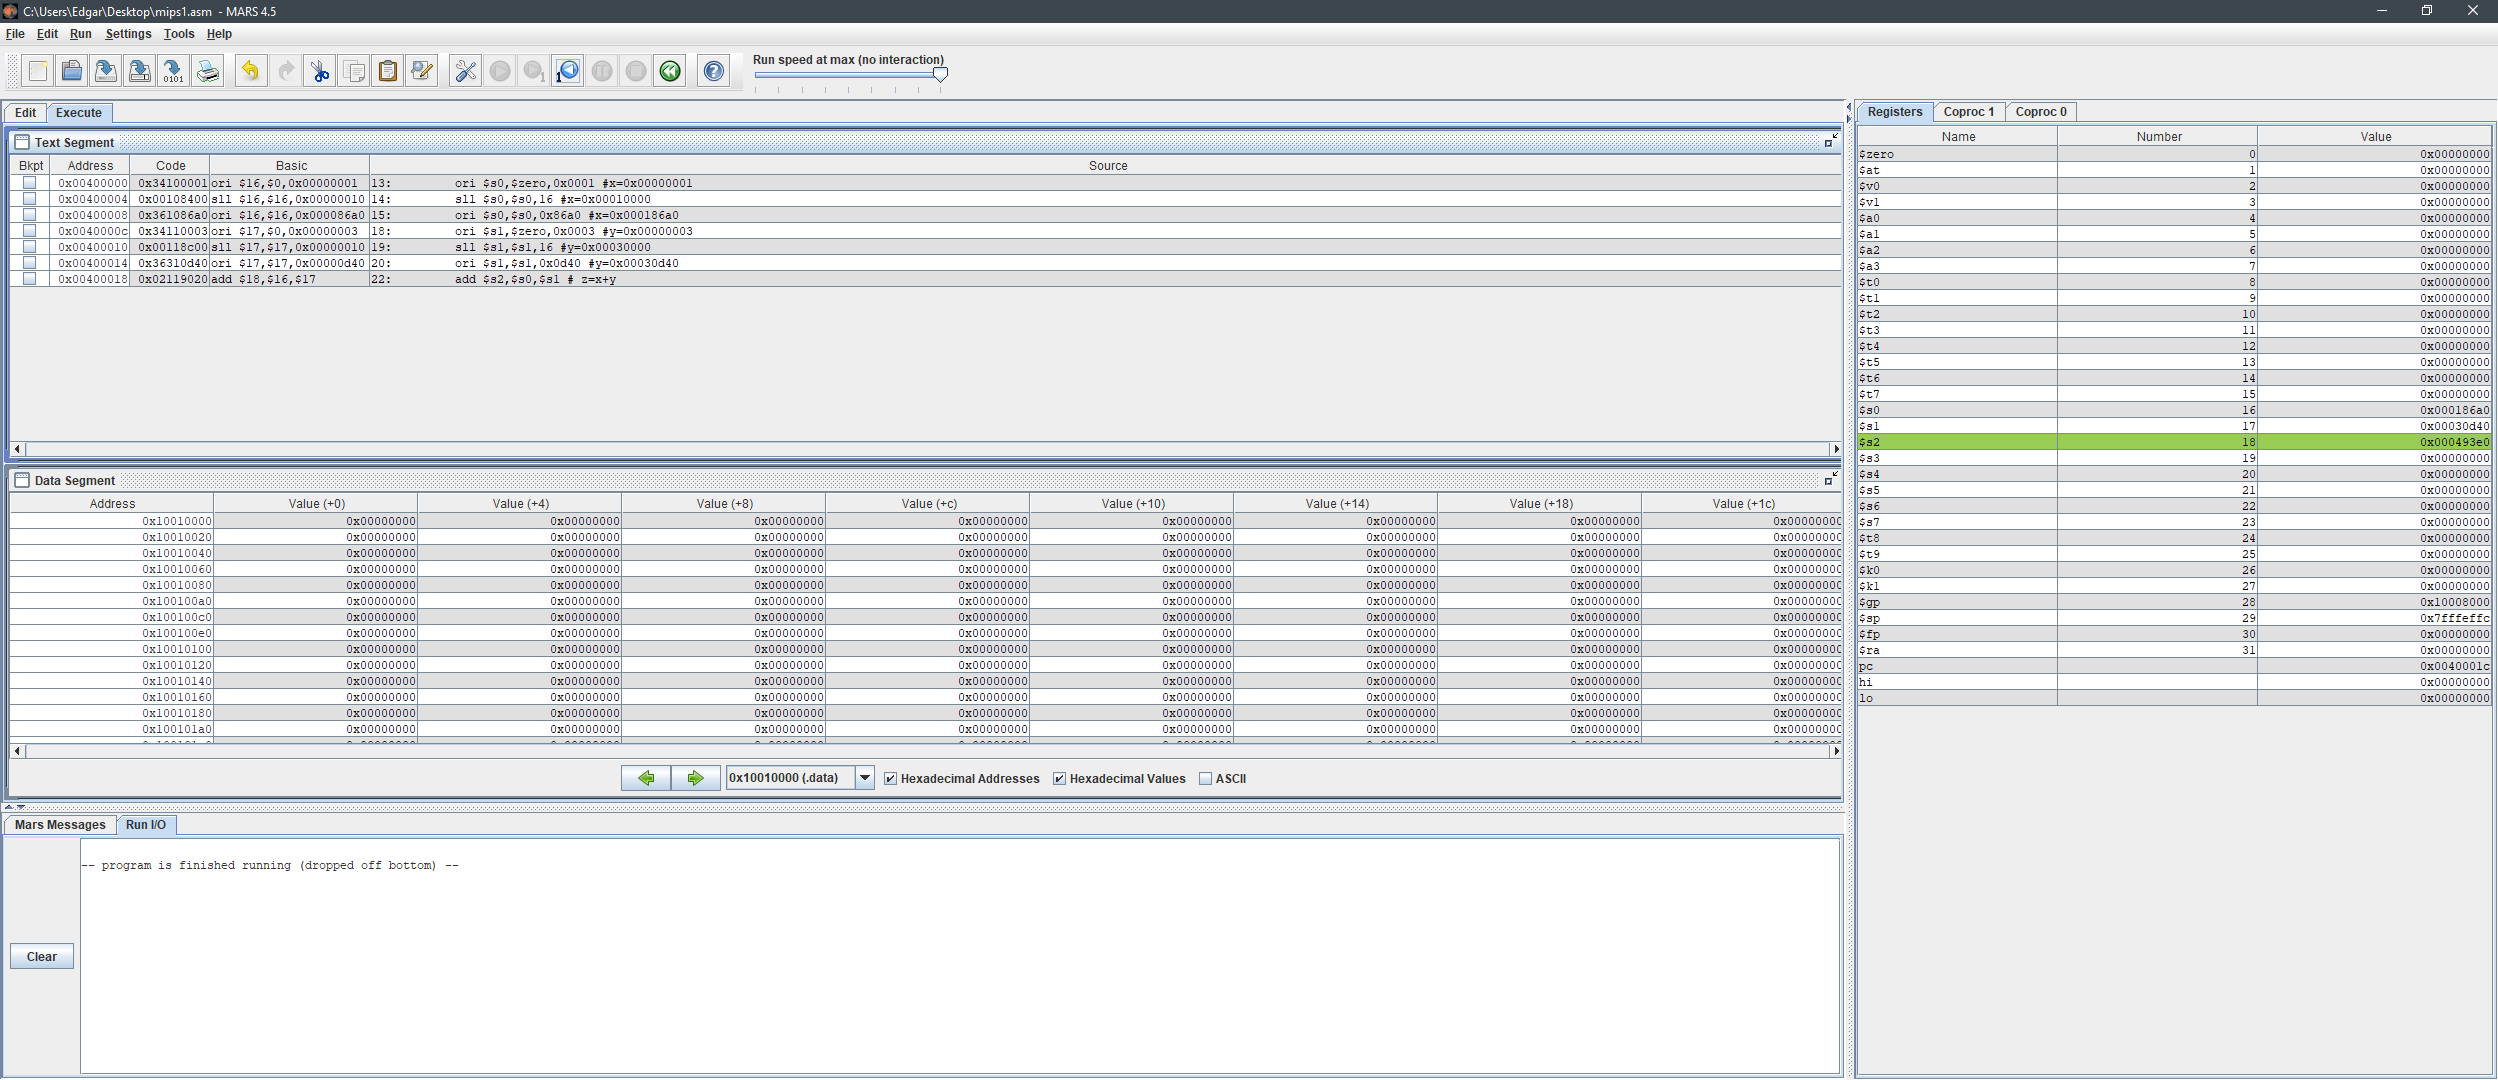 C:\Users\Edgar\Desktop\mips1.asm - MARS 4.5
File Edit Run Settings Tools Help
Run speed at max (no interaction)
Edit Execute
Text Segment
Bkpt Address Code Basic Source
0x00400000 0x34100001 ori $16,$0,0x00000001 13: ori $s0,$zero,0x0001 #x=0x00000001
0x00400004 0x00108400 sll $16,$16,0x00000010 14: sll $s0,$s0,16 #x=0x00010000
0x00400008 0x361086a0 ori $16,$16,0x000086a0 15: ori $s0,$s0,0x86a0 #x=0x000186a0
0x0040000c 0x34110003 ori $17,$0,0x00000003 18: ori $s1,$zero,0x0003 #y=0x00000003
0x00400010 0x00118c00 sll $17,$17,0x00000010 19: sll $s1,$s1,16 #y=0x00030000
0x00400014 0x36310d40 ori $17,$17,0x00000d40 20: ori $s1,$s1,0x0d40 #y=0x00030d40
0x00400018 0x02119020 add $18,$16,$17 22: add $s2,$s0,$s1 # z=x+y
Data Segment
Address Value (+0) Value (+4) Value (+8) Value (+c) Value (+10) Value (+14) Value (+18) Value (+1c)
0x10010000 0x00000000 0x00000000 0x00000000 0x00000000 0x00000000 0x00000000 0x00000000 0x00000000
0x10010020 0x00000000 0x00000000 0x00000000 0x00000000 0x00000000 0x00000000 0x00000000 0x00000000
0x10010040 0x00000000 0x00000000 0x00000000 0x00000000 0x00000000 0x00000000 0x00000000 0x00000000
0x10010060 0x00000000 0x00000000 0x00000000 0x00000000 0x00000000 0x00000000 0x00000000 0x00000000
0x10010080 0x00000000 0x00000000 0x00000000 0x00000000 0x00000000 0x00000000 0x00000000 0x00000000
0x100100a0 0x00000000 0x00000000 0x00000000 0x00000000 0x00000000 0x00000000 0x00000000 0x00000000
0x100100c0 0x00000000 0x00000000 0x00000000 0x00000000 0x00000000 0x00000000 0x00000000 0x00000000
0x100100e0 0x00000000 0x00000000 0x00000000 0x00000000 0x00000000 0x00000000 0x00000000 0x00000000
0x10010100 0x00000000 0x00000000 0x00000000 0x00000000 0x00000000 0x00000000 0x00000000 0x00000000
0x10010120 0x00000000 0x00000000 0x00000000 0x00000000 0x00000000 0x00000000 0x00000000 0x00000000
0x10010140 0x00000000 0x00000000 0x00000000 0x00000000 0x00000000 0x00000000 0x00000000 0x00000000
0x10010160 0x00000000 0x00000000 0x00000000 0x00000000 0x00000000 0x00000000 0x00000000 0x00000000
0x10010180 0x00000000 0x00000000 0x00000000 0x00000000 0x00000000 0x00000000 0x00000000 0x00000000
0x100101a0 0x00000000 0x00000000 0x00000000 0x00000000 0x00000000 0x00000000 0x00000000 0x00000000
0x10010000 (.data) Hexadecimal Addresses Hexadecimal Values ASCII
Mars Messages Run I/O
-- program is finished running (dropped off bottom) --
Clear
Registers Coproc 1 Coproc 0
Name Number Value
$zero 0 0x00000000
$at 1 0x00000000
$v0 2 0x00000000
$v1 3 0x00000000
$a0 4 0x00000000
$a1 5 0x00000000
$a2 6 0x00000000
$a3 7 0x00000000
$t0 8 0x00000000
$t1 9 0x00000000
$t2 10 0x00000000
$t3 11 0x00000000
$t4 12 0x00000000
$t5 13 0x00000000
$t6 14 0x00000000
$t7 15 0x00000000
$s0 16 0x000186a0
$s1 17 0x00030d40
$s2 18 0x000493e0
$s3 19 0x00000000
$s4 20 0x00000000
$s5 21 0x00000000
$s6 22 0x00000000
$s7 23 0x00000000
$t8 24 0x00000000
$t9 25 0x00000000
$k0 26 0x00000000
$k1 27 0x00000000
$gp 28 0x10008000
$sp 29 0x7fffeffc
$fp 30 0x00000000
$ra 31 0x00000000
pc 0x0040001c
hi 0x00000000
lo 0x00000000